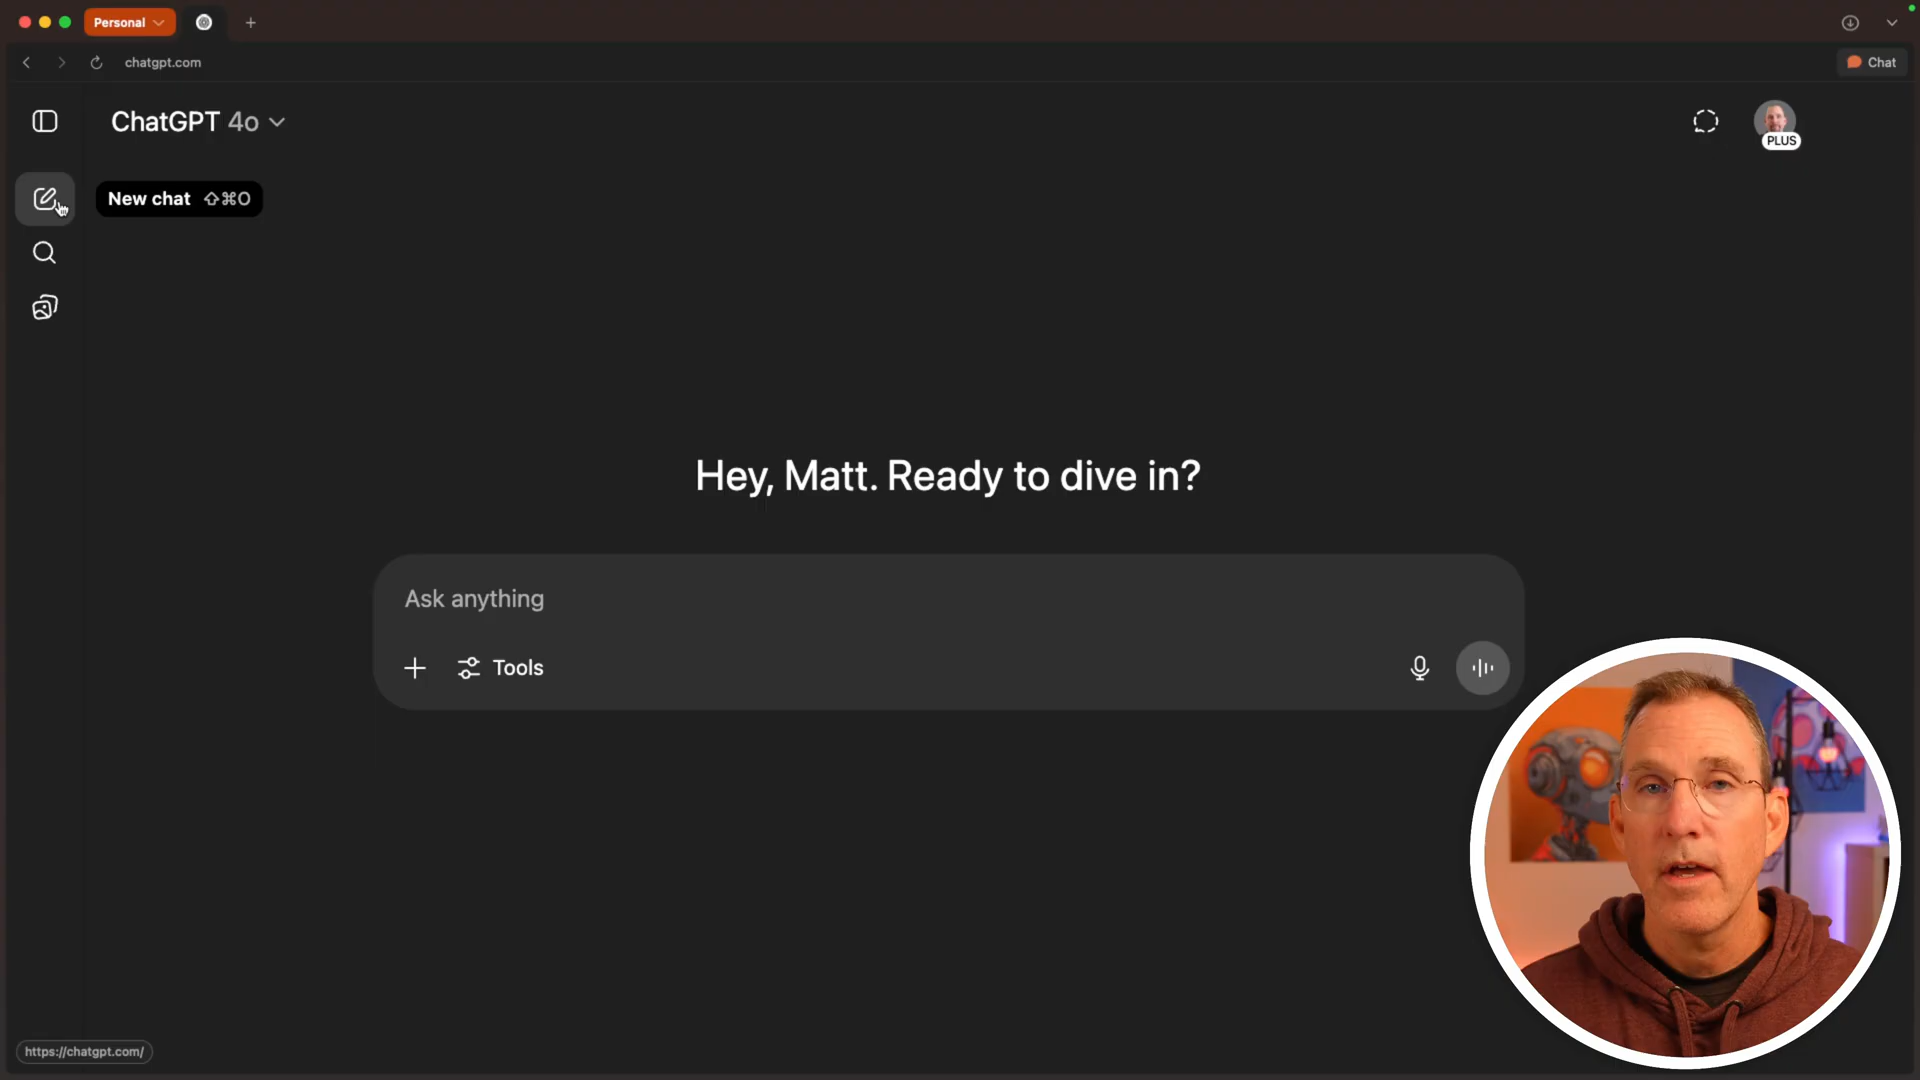 Personal
chatgpt.com
Chat
ChatGPT 4o
PLUS
New chat ⇧⌘O
Hey, Matt. Ready to dive in?
Ask anything
Tools
https://chatgpt.com/